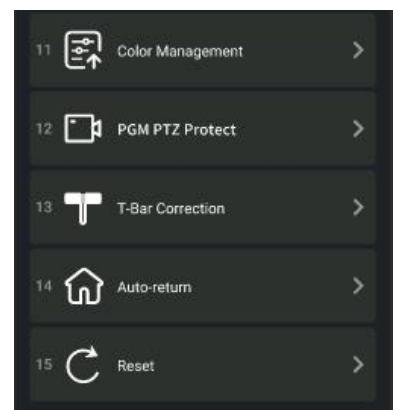 11 Color Management
12 PGM PTZ Protect
13 T-Bar Correction
14 Auto-return
15 Reset